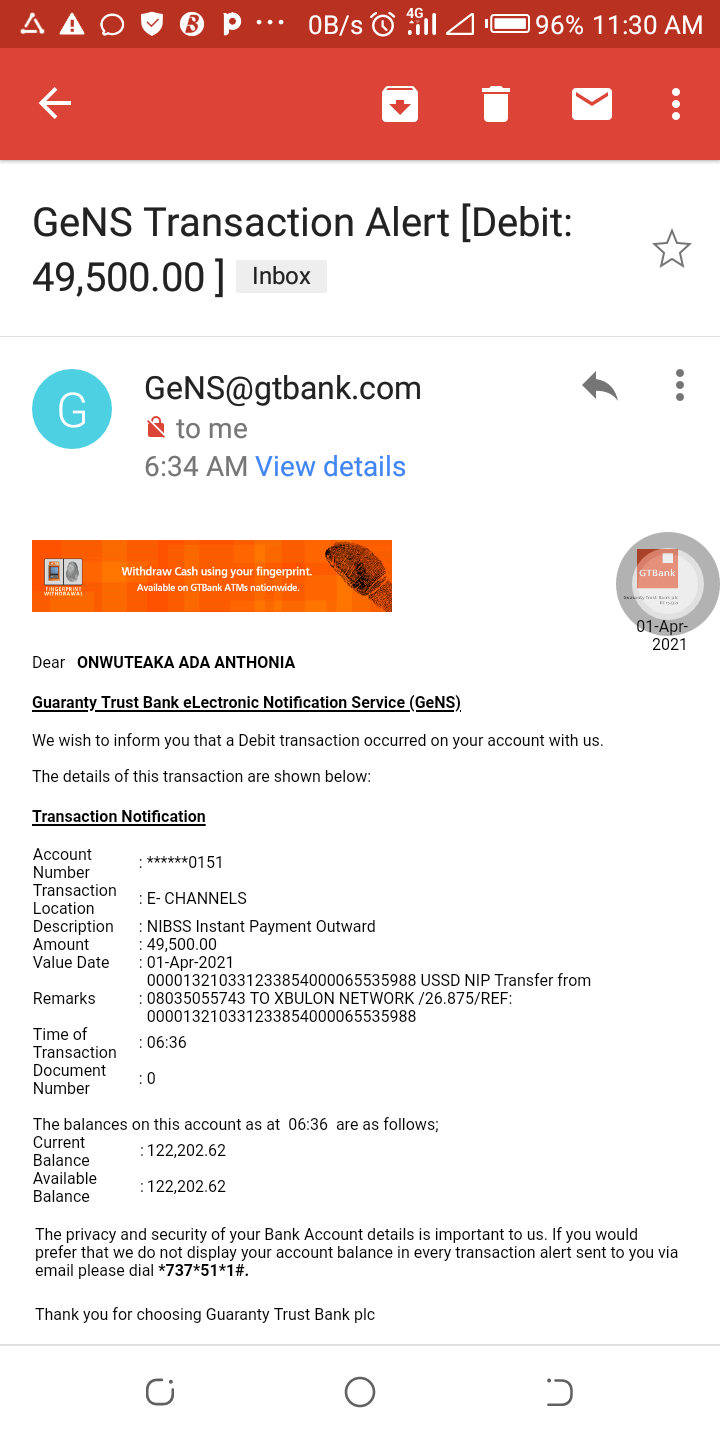 0B/s 4G 96% 11:30 AM
GeNS Transaction Alert [Debit:
49,500.00 ] Inbox
G
GeNS@gtbank.com
to me
6:34 AM View details
FINGERPRINT
WITHDRAWAL
Withdraw Cash using your fingerprint.
Available on GTBank ATMs nationwide.
GTBank
01-Apr-
2021
Dear ONWUTEAKA ADA ANTHONIA
Guaranty Trust Bank eLectronic Notification Service (GeNS)
We wish to inform you that a Debit transaction occurred on your account with us.
The details of this transaction are shown below:
Transaction Notification
Account
Number : ******0151
Transaction
Location : E- CHANNELS
Description : NIBSS Instant Payment Outward
Amount : 49,500.00
Value Date : 01-Apr-2021
000013210331233854000065535988 USSD NIP Transfer from
Remarks : 08035055743 TO XBULON NETWORK /26.875/REF:
000013210331233854000065535988
Time of
Transaction : 06:36
Document
Number : 0
The balances on this account as at 06:36 are as follows;
Current
Balance : 122,202.62
Available
Balance : 122,202.62
The privacy and security of your Bank Account details is important to us. If you would
prefer that we do not display your account balance in every transaction alert sent to you via
email please dial *737*51*1#.
Thank you for choosing Guaranty Trust Bank plc